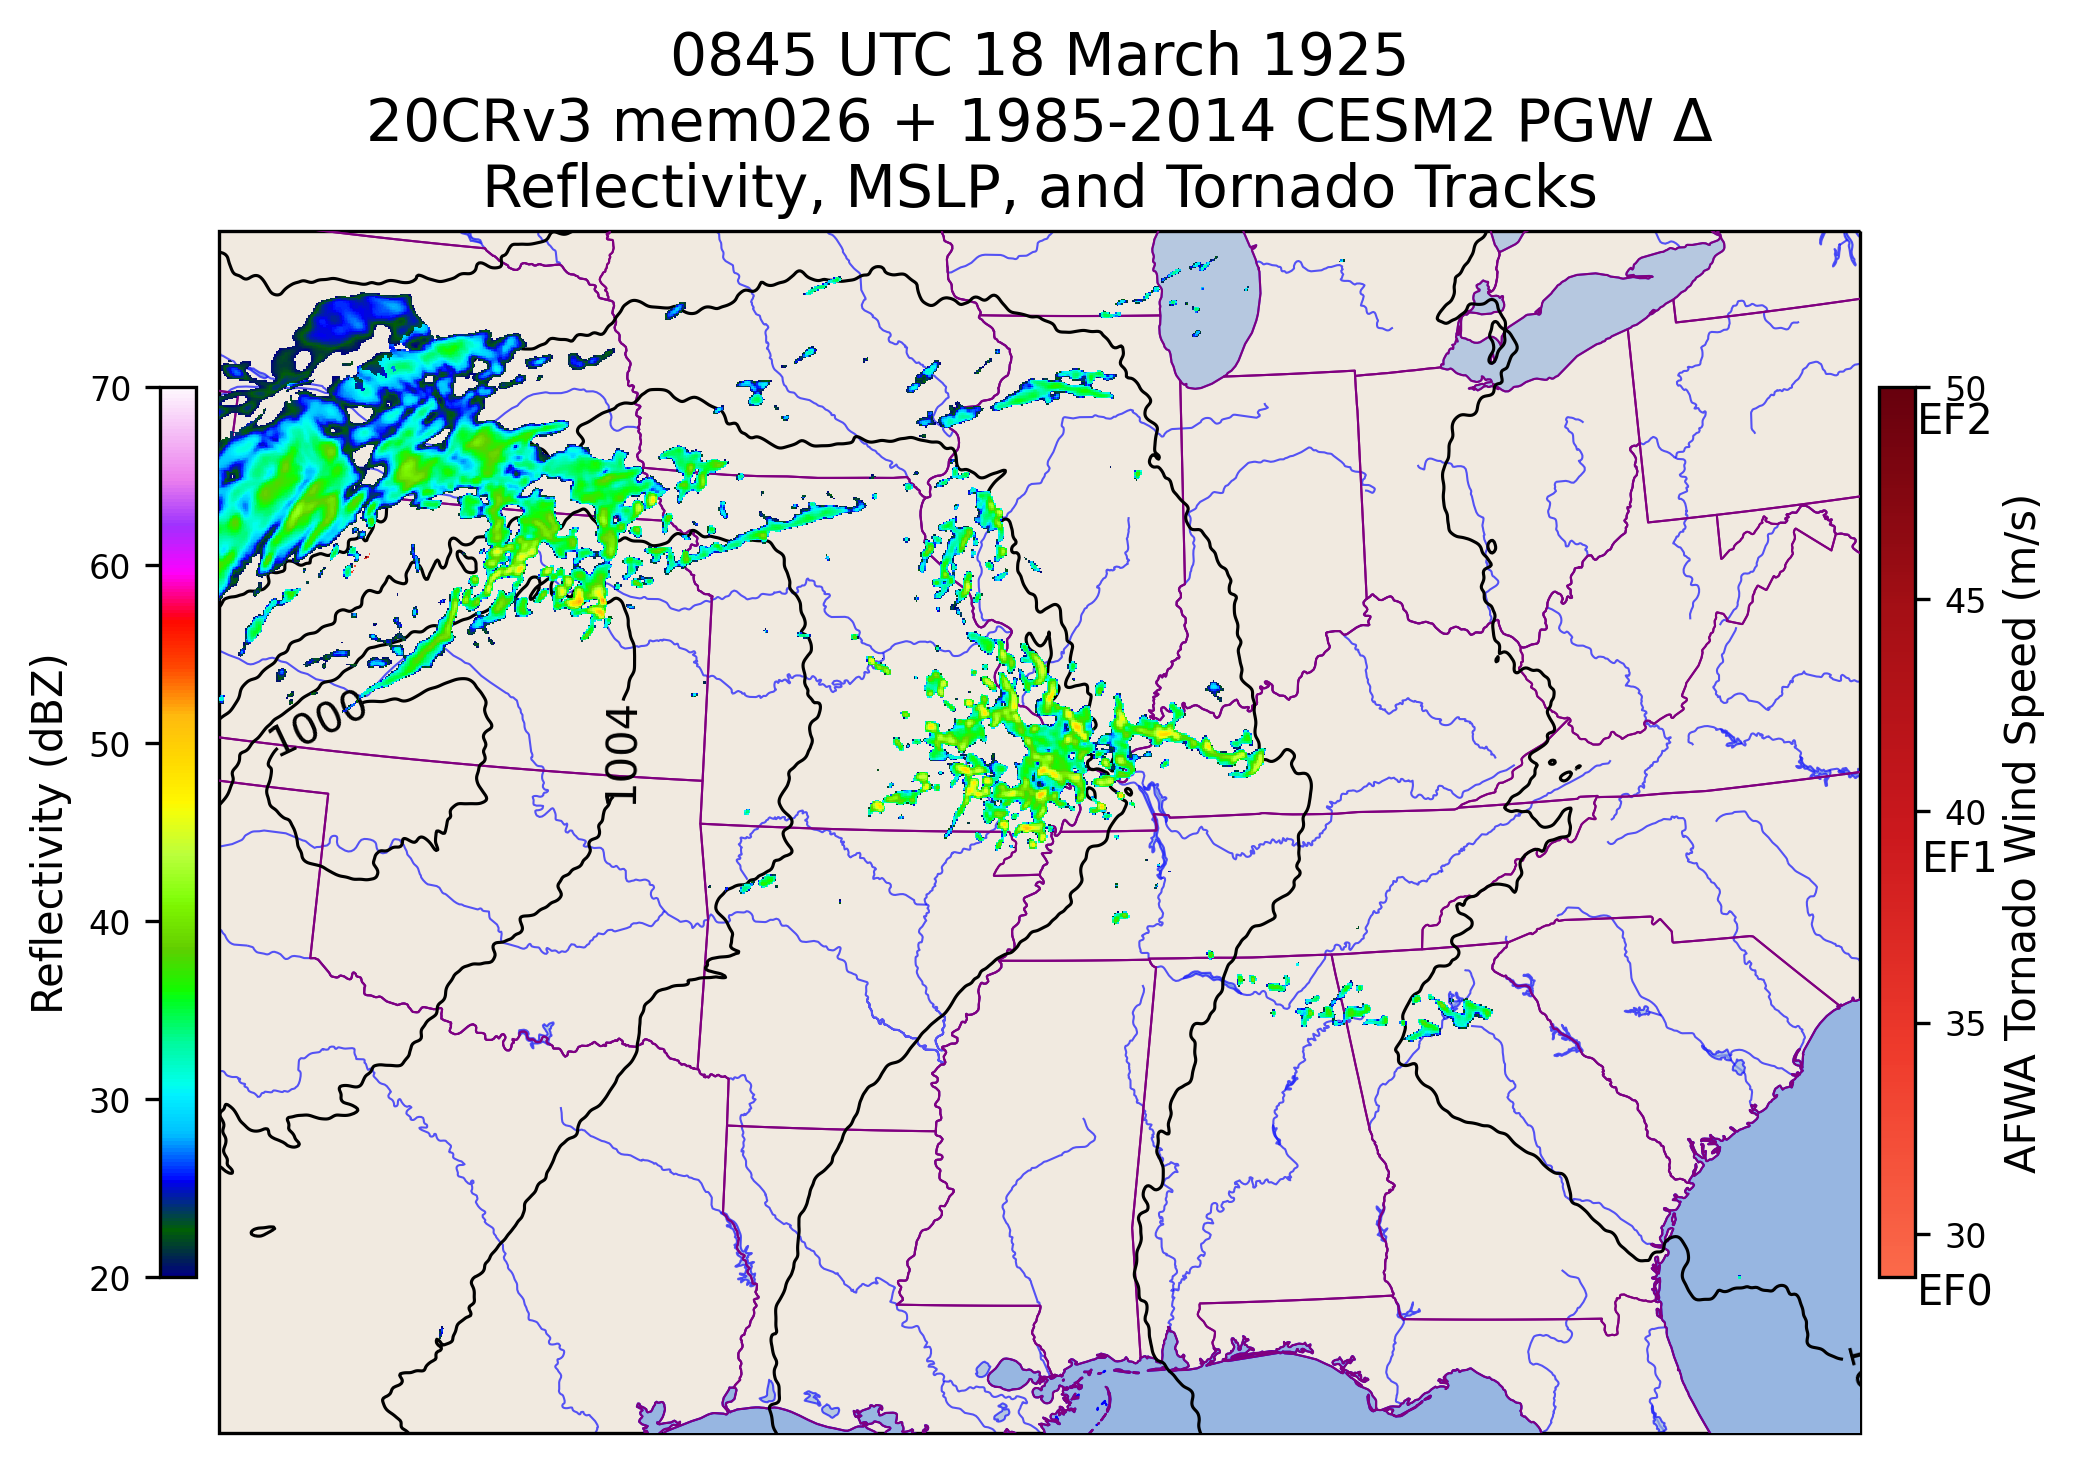 0845 UTC 18 March 1925
20CRv3 mem026 + 1985-2014 CESM2 PGW Δ
Reflectivity, MSLP, and Tornado Tracks
Reflectivity (dBZ)
70
60
50
40
30
20
1000
1004
50
EF2
45
40
EF1
35
30
EF0
AFWA Tornado Wind Speed (m/s)